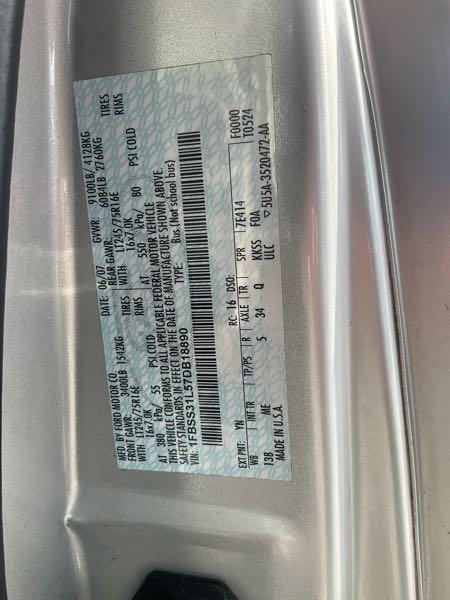 MFD. BY FORD MOTOR CO. DATE: 06/07 GVWR: 9100LB/ 4128KG
FRONT GAWR: 3400LB 1542KG REAR GAWR: 6084LB 2760KG
WITH LT245/75R16E TIRES WITH LT245/75R16E TIRES
16x7.0K RIMS 16x7.0K RIMS
AT 380 kPa/ 55 PSI COLD AT 550 kPa/ 80 PSI COLD
THIS VEHICLE CONFORMS TO ALL APPLICABLE FEDERAL MOTOR VEHICLE
SAFETY STANDARDS IN EFFECT ON THE DATE OF MANUFACTURE SHOWN ABOVE.
VIN: 1FBSS31L57DB18890 TYPE: Bus.(Not school bus)
EXT PNT: YN RC: 16 DSO: F0000
WB INT TR TP/PS R AXLE TR SPR 7E414 T0524
138 ME 5 34 Q KKSS F0A
ULC ▽5U5A-3520472-AA
MADE IN U.S.A.